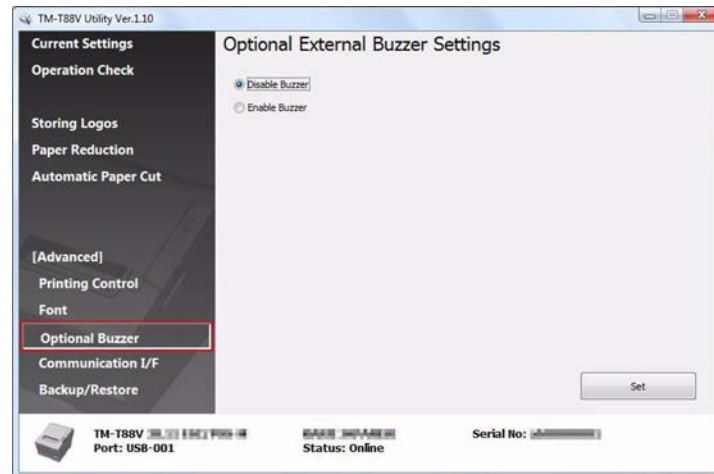 TM-T88V Utility Ver.1.10
Current Settings
Operation Check
Storing Logos
Paper Reduction
Automatic Paper Cut
[Advanced]
Printing Control
Font
Optional Buzzer
Communication I/F
Backup/Restore
Optional External Buzzer Settings
Disable Buzzer
Enable Buzzer
Set
TM-T88V
Port: USB-001
Status: Online
Serial No: